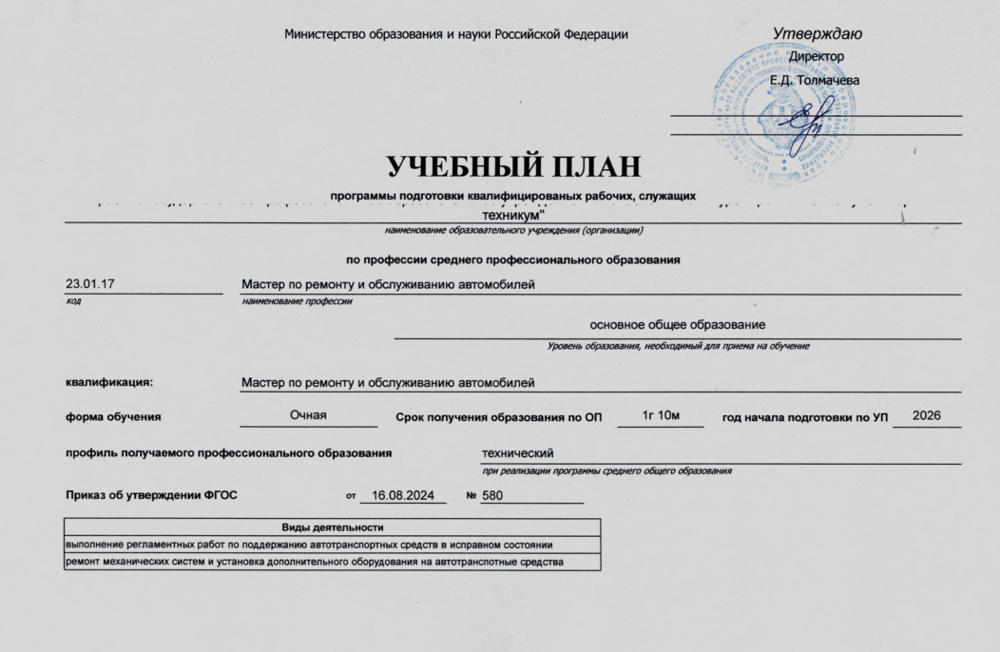 Министерство образования и науки Российской Федерации
Утверждаю
Директор
Е.Д. Толмачева
УЧЕБНЫЙ ПЛАН
программы подготовки квалифицированых рабочих, служащих
техникум"
наименование образовательного учреждения (организации)
по профессии среднего профессионального образования
23.01.17 Мастер по ремонту и обслуживанию автомобилей
код наименование профессии
основное общее образование
Уровень образования, необходимый для приема на обучение
квалификация: Мастер по ремонту и обслуживанию автомобилей
форма обучения Очная Срок получения образования по ОП 1г 10м год начала подготовки по УП 2026
профиль получаемого профессионального образования технический
при реализации программы среднего общего образования
Приказ об утверждении ФГОС от 16.08.2024 № 580
Виды деятельности
выполнение регламентных работ по поддержанию автотранспортных средств в исправном состоянии
ремонт механических систем и установка дополнительного оборудования на автотранспотные средства